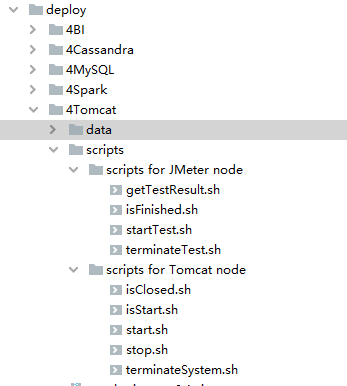 deploy
4BI
4Cassandra
4MySQL
4Spark
4Tomcat
data
scripts
scripts for JMeter node
getTestResult.sh
isFinished.sh
startTest.sh
terminateTest.sh
scripts for Tomcat node
isClosed.sh
isStart.sh
start.sh
stop.sh
terminateSystem.sh